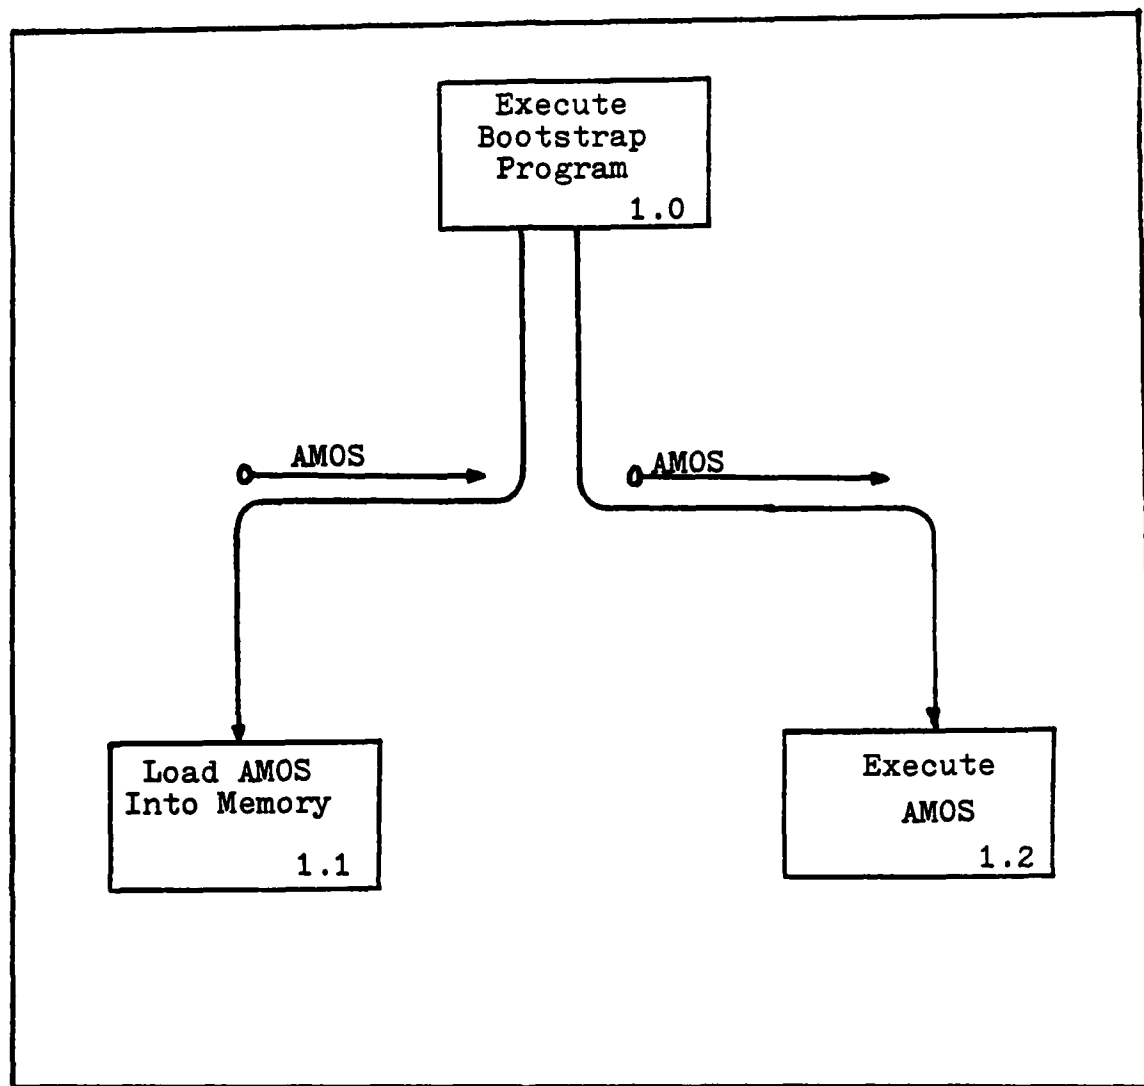 Execute
Bootstrap
Program
1.0
AMOS
AMOS
Load AMOS
Into Memory
1.1
Execute
AMOS
1.2